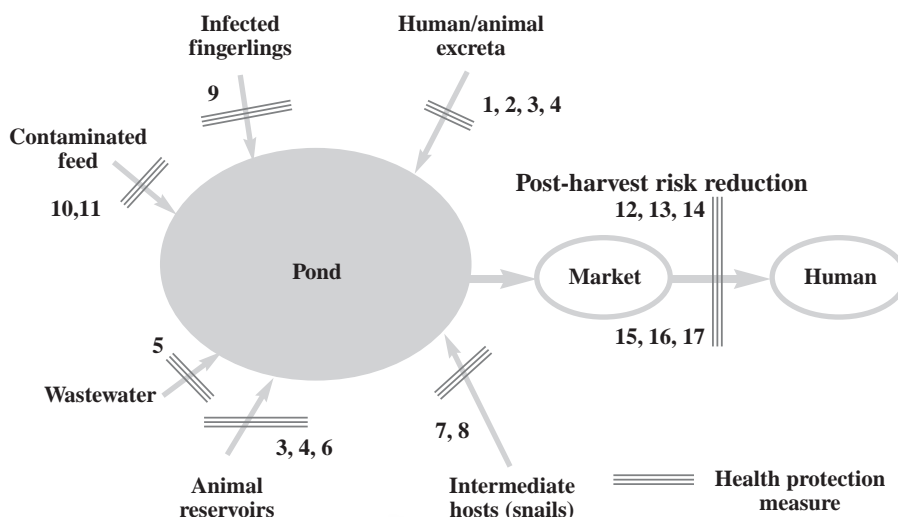 Infected
fingerlings
Human/animal
excreta
9
1, 2, 3, 4
Contaminated
feed
10,11
Post-harvest risk reduction
12, 13, 14
Pond
Market
Human
15, 16, 17
5
Wastewater
3, 4, 6
7, 8
Animal
reservoirs
Intermediate
hosts (snails)
Health protection
measure